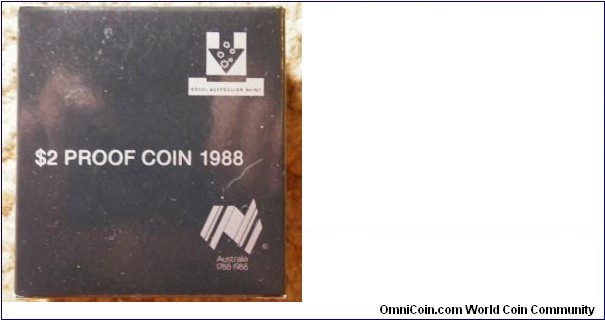 ROYAL AUSTRALIAN MINT
$2 PROOF COIN 1988
©
Australia
1788-1988
OmniCoin.com World Coin Community